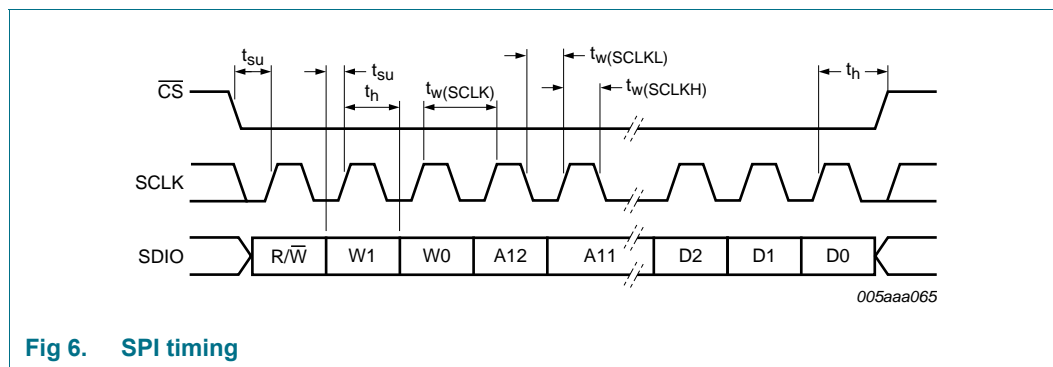 tsu
tsu
th
tw(SCLK)
tw(SCLKL)
tw(SCLKH)
th
CS
SCLK
SDIO
R/W
W1
W0
A12
A11
D2
D1
D0
005aaa065
Fig 6. SPI timing